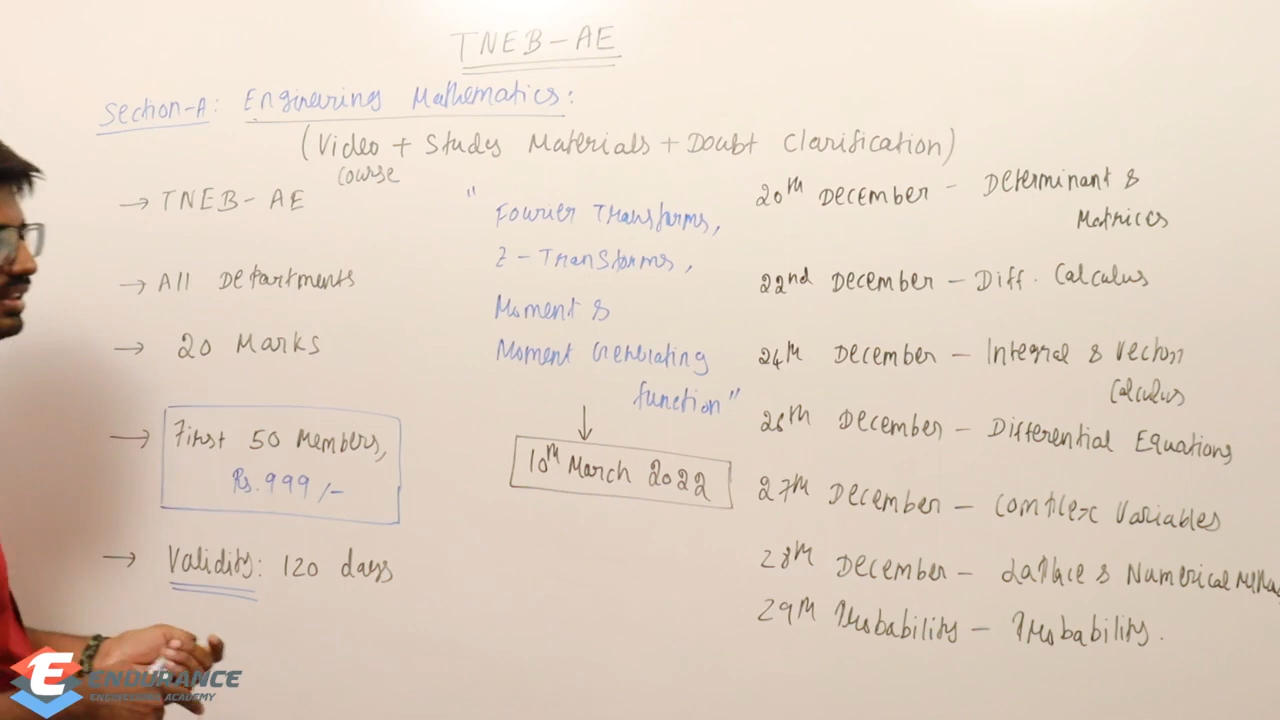 TNEB-AE
Section-A: Engineering Mathematics:
(Video + Study Materials + Doubt Clarification)
course
→ TNEB-AE
→ All Departments
→ 20 Marks
→ First 50 Members,
Rs.999/-
→ Validity: 120 days
"Fourier Transforms,
Z-Transforms,
Moment &
Moment Generating
function"
↓
10th March 2022
20th December - Determinant &
Matrices
22nd December - Diff. Calculus
24th December - Integral & Vector
Calculus
26th December - Differential Equations
27th December - Complex Variables
28th December - Laplace & Numerical
29th Probability - Probability.
E ENDURANCE
ENGINEERING ACADEMY